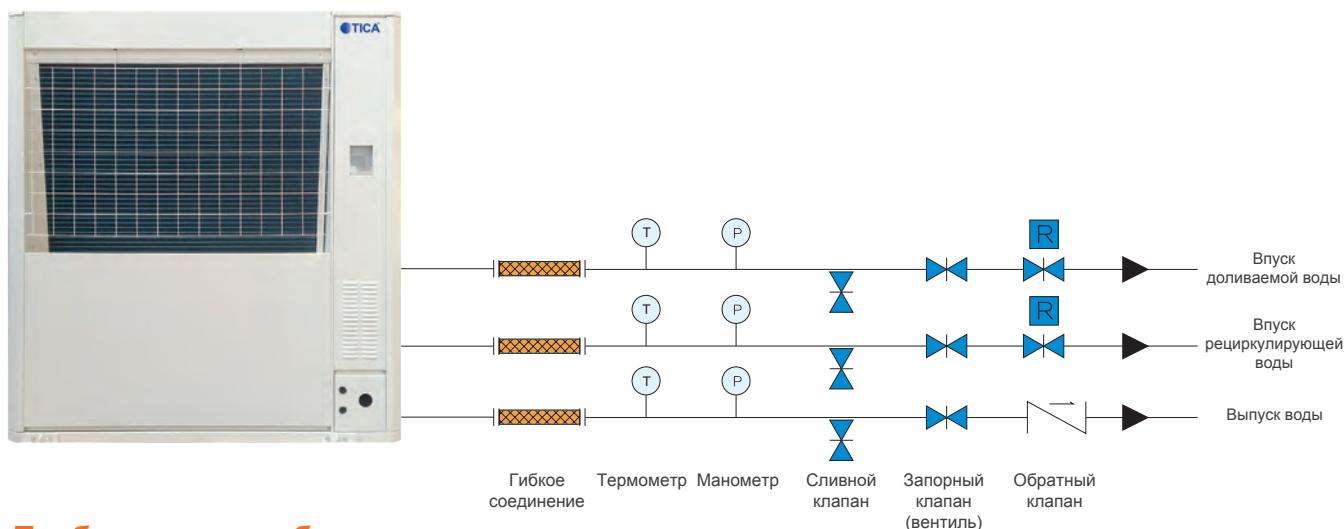 TICA
T
P
R
Впуск
доливаемой воды
T
P
R
Впуск
рециркулирующей
воды
T
P
Выпуск воды
Гибкое
соединение
Термометр
Манометр
Сливной
клапан
Запорный
клапан
(вентиль)
Обратный
клапан